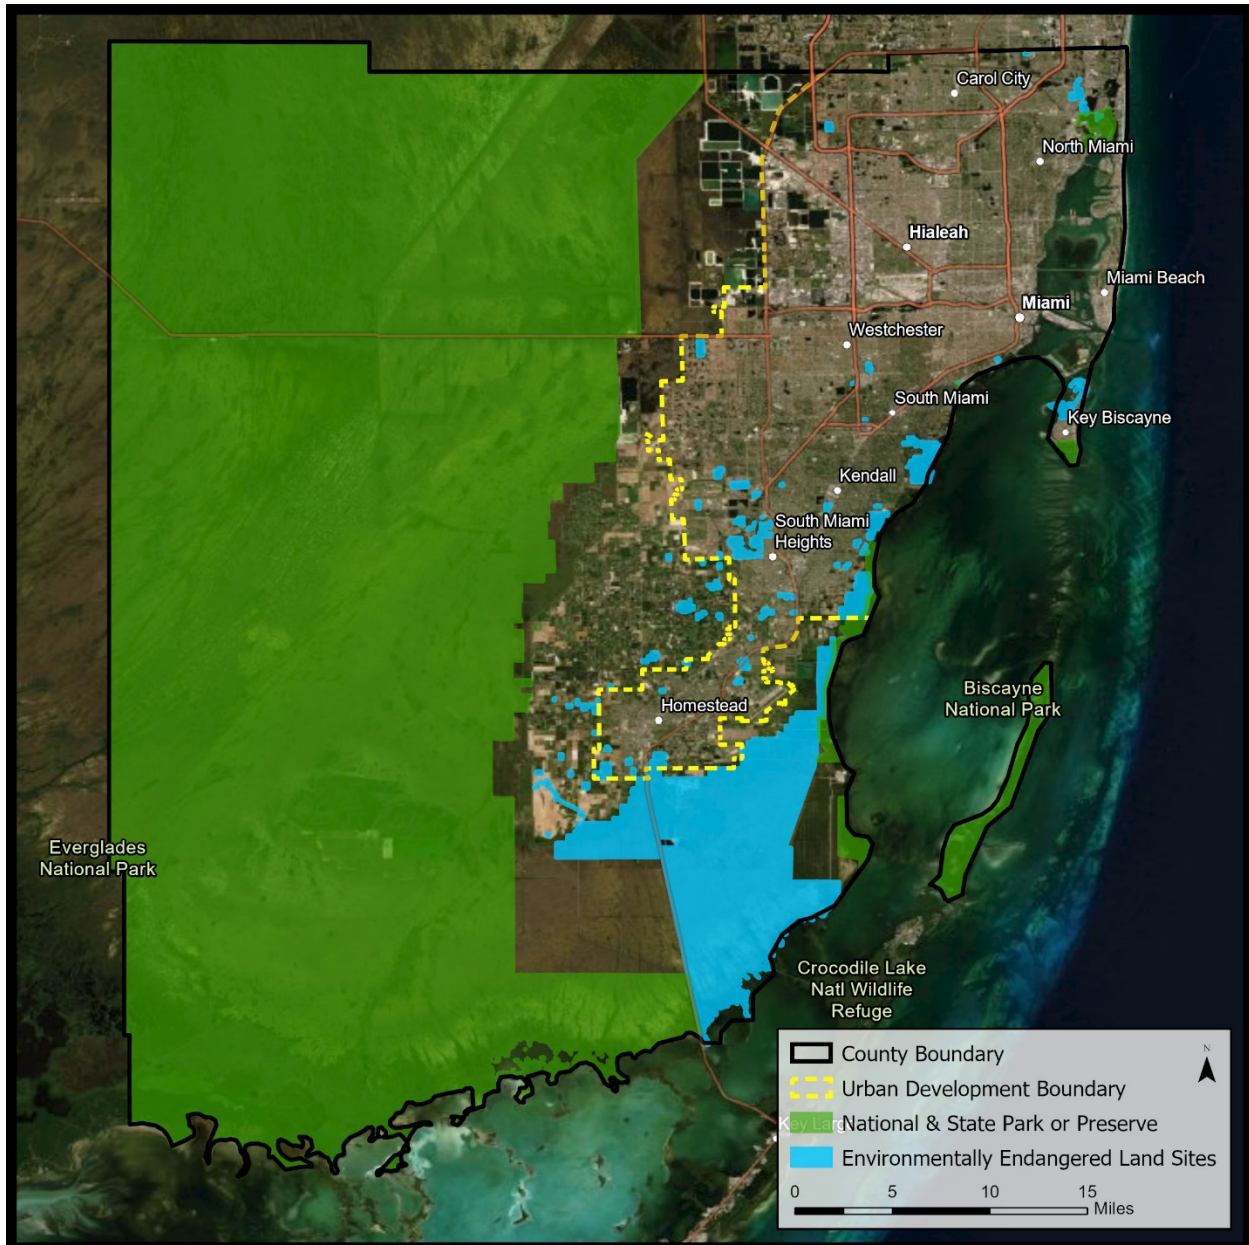 Carol City
North Miami
Hialeah
Miami Beach
Miami
Westchester
South Miami
Key Biscayne
Kendall
South Miami
Heights
Biscayne
National Park
Homestead
Everglades
National Park
Crocodile Lake
Natl Wildlife
Refuge
County Boundary
N
Urban Development Boundary
Key Larg
National & State Park or Preserve
Environmentally Endangered Land Sites
0 5 10 15
Miles